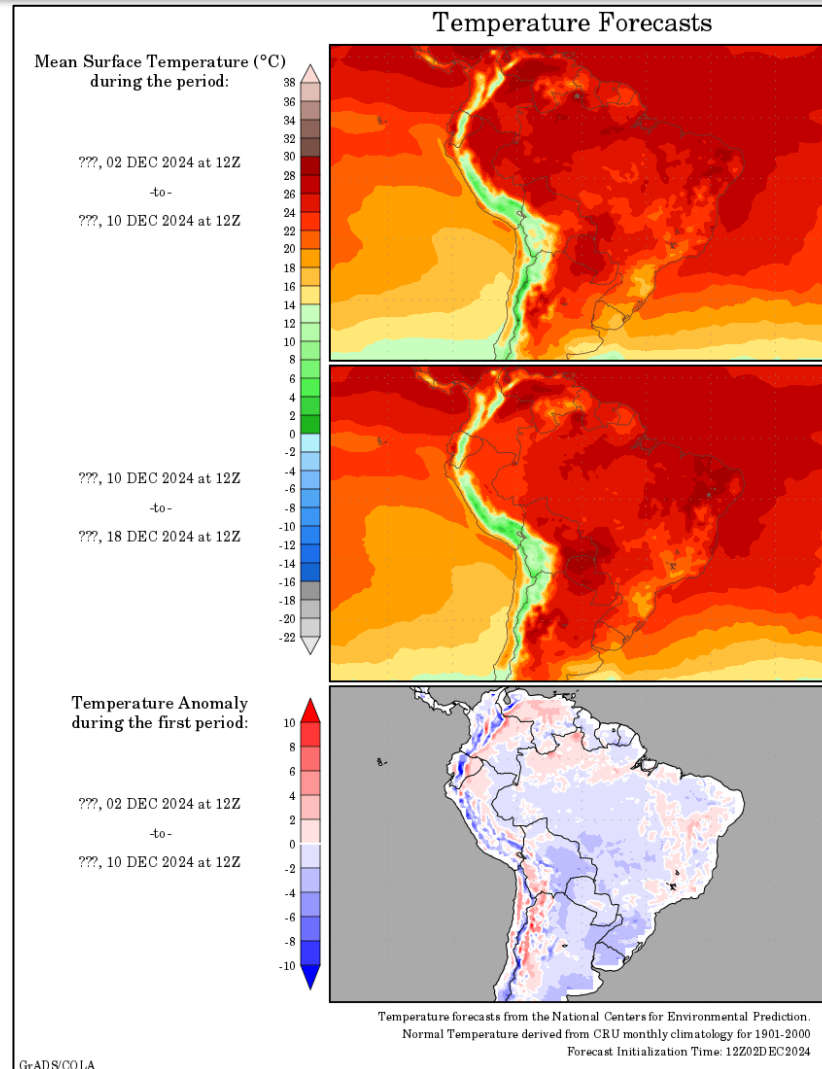 Temperature Forecasts
Mean Surface Temperature (°C)
during the period:
???, 02 DEC 2024 at 12Z
-to-
???, 10 DEC 2024 at 12Z
38
36
34
32
30
28
26
24
22
20
18
16
14
12
10
8
6
4
2
0
-2
-4
-6
-8
-10
-12
-14
-16
-18
-20
-22
???, 10 DEC 2024 at 12Z
-to-
???, 18 DEC 2024 at 12Z
Temperature Anomaly
during the first period:
???, 02 DEC 2024 at 12Z
-to-
???, 10 DEC 2024 at 12Z
10
8
6
4
2
0
-2
-4
-6
-8
-10
Temperature forecasts from the National Centers for Environmental Prediction.
Normal Temperature derived from CRU monthly climatology for 1901-2000
Forecast Initialization Time: 12Z02DEC2024
GrADS/COLA